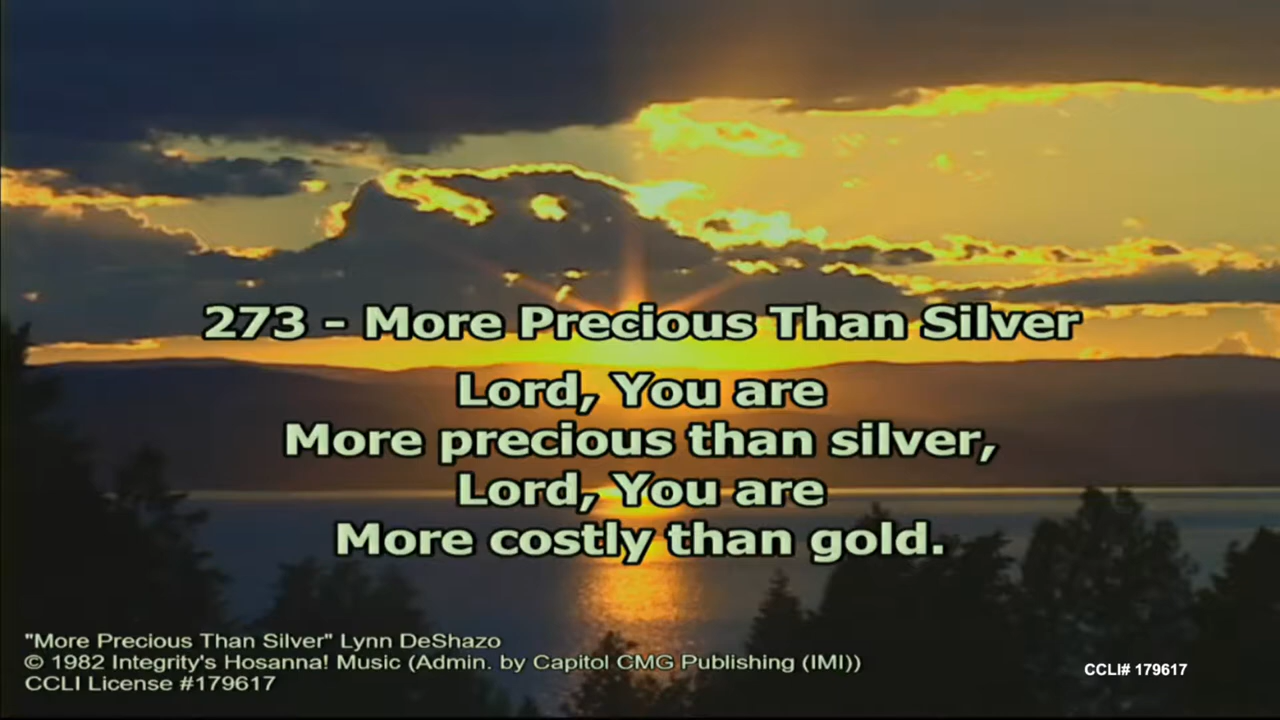 273 - More Precious Than Silver
Lord, You are
More precious than silver,
Lord, You are
More costly than gold.
"More Precious Than Silver" Lynn DeShazo
© 1982 Integrity's Hosanna! Music (Admin. by Capitol CMG Publishing (IMI))
CCLI License #179617
CCLI# 179617